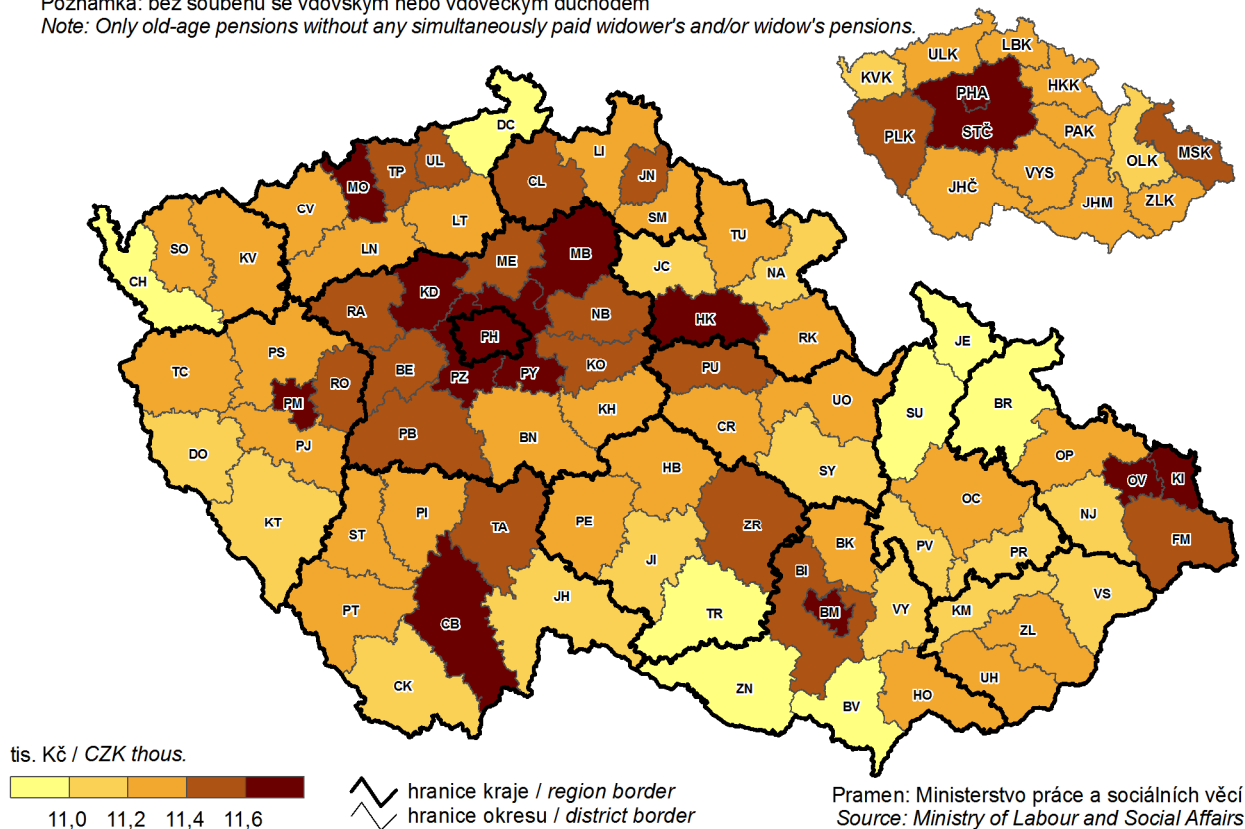 Poznámka: bez souběhu se vdovským nebo vdoveckým důchodem
Note: Only old-age pensions without any simultaneously paid widower's and/or widow's pensions.
ULK LBK
KVK HKK
PHA
PLK STČ PAK
OLK MSK
JHČ VYS JHM ZLK
DC
LI
MO TP UL
CL JN
CV LT SM
SO KV LN TU
CH ME MB JC NA
KD
RA NB HK
PH RK
PS JE
TC RO BE PZ PY KO PU
PM UO SU BR
KH
PB BN CR
DO PJ OP
HB SY
KT OC OV KI
ST PI TA PE ZR NJ
BK PV PR FM
JI BI
PT CB JH TR BM VY KM VS
ZL
CK ZN BV HO UH
tis. Kč / CZK thous.
11,0 11,2 11,4 11,6
hranice kraje / region border
hranice okresu / district border
Pramen: Ministerstvo práce a sociálních věcí
Source: Ministry of Labour and Social Affairs